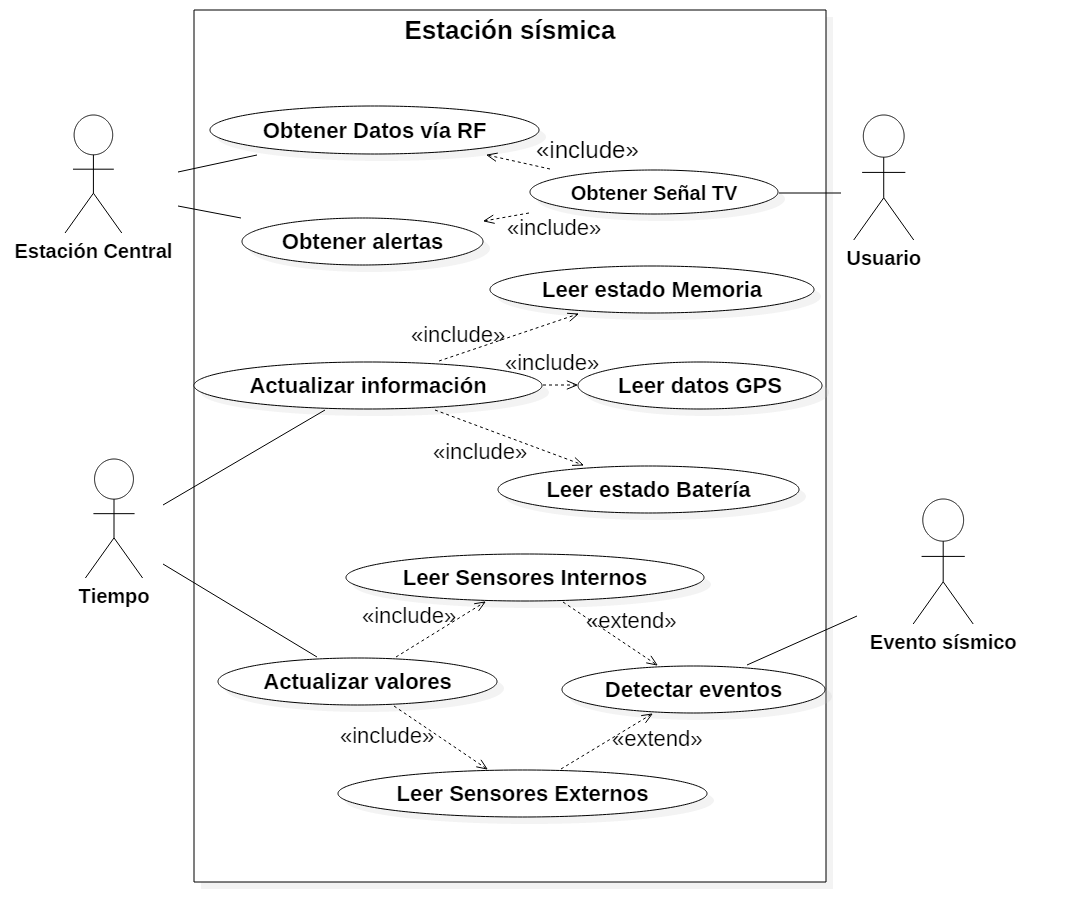 Estación sísmica
Obtener Datos vía RF
«include»
Obtener Señal TV
«include»
Obtener alertas
Estación Central
Usuario
Leer estado Memoria
«include»
«include»
Actualizar información
Leer datos GPS
«include»
Leer estado Batería
Tiempo
Leer Sensores Internos
«include»
«extend»
Evento sísmico
Actualizar valores
Detectar eventos
«include»
«extend»
Leer Sensores Externos